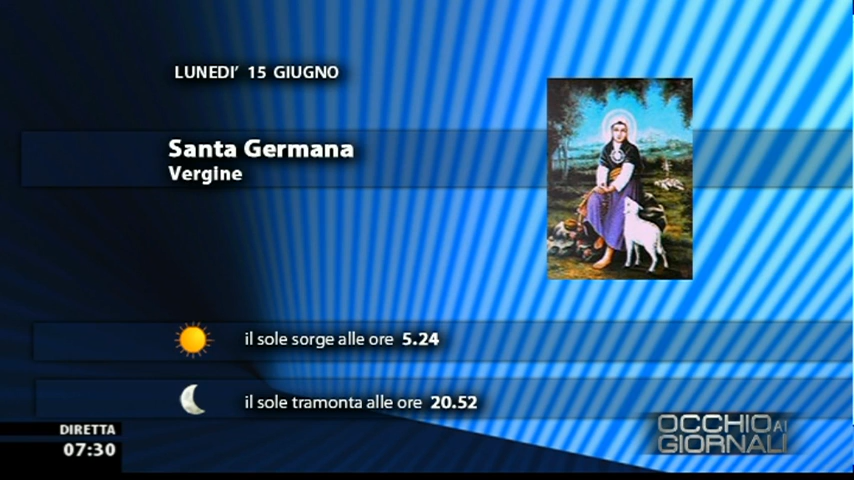 LUNEDI’ 15 GIUGNO
Santa Germana
Vergine
il sole sorge alle ore 5.24
il sole tramonta alle ore 20.52
DIRETTA
07:30
OCCHIO AI
GIORNALI